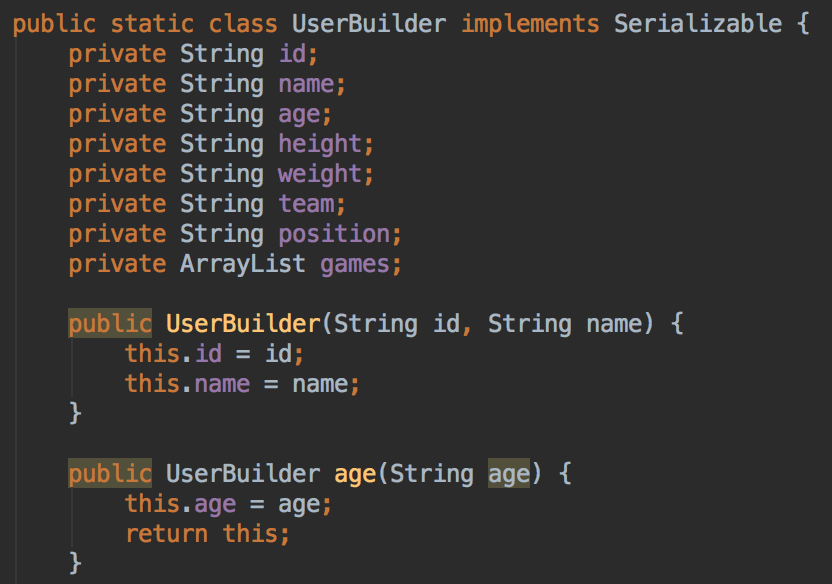 public static class UserBuilder implements Serializable {
    private String id;
    private String name;
    private String age;
    private String height;
    private String weight;
    private String team;
    private String position;
    private ArrayList games;

    public UserBuilder(String id, String name) {
        this.id = id;
        this.name = name;
    }

    public UserBuilder age(String age) {
        this.age = age;
        return this;
    }